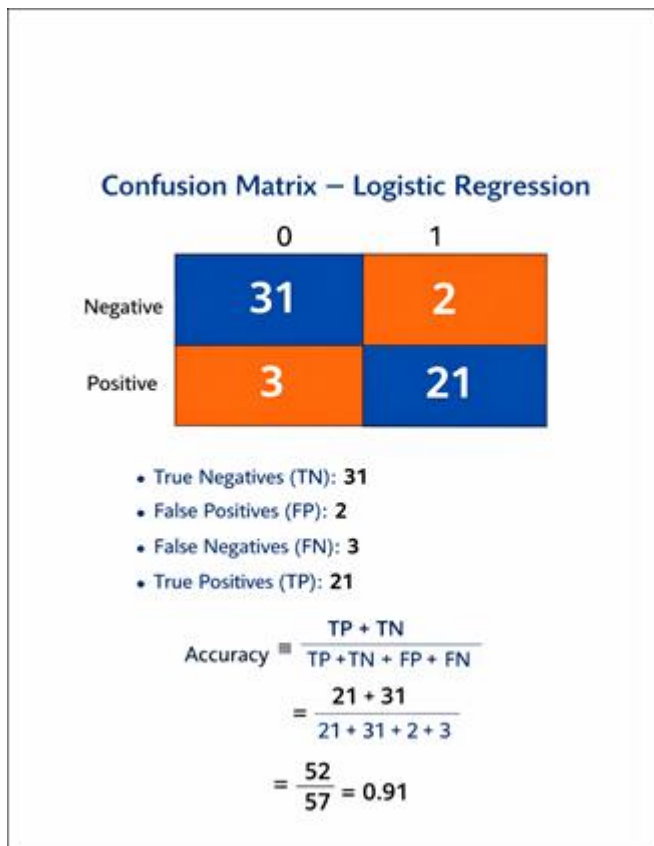 Confusion Matrix – Logistic Regression
0 1
Negative 31 2
Positive 3 21
• True Negatives (TN): 31
• False Positives (FP): 2
• False Negatives (FN): 3
• True Positives (TP): 21
Accuracy = TP + TN / TP +TN + FP + FN
= 21 + 31 / 21 + 31 + 2 + 3
= 52 / 57 = 0.91